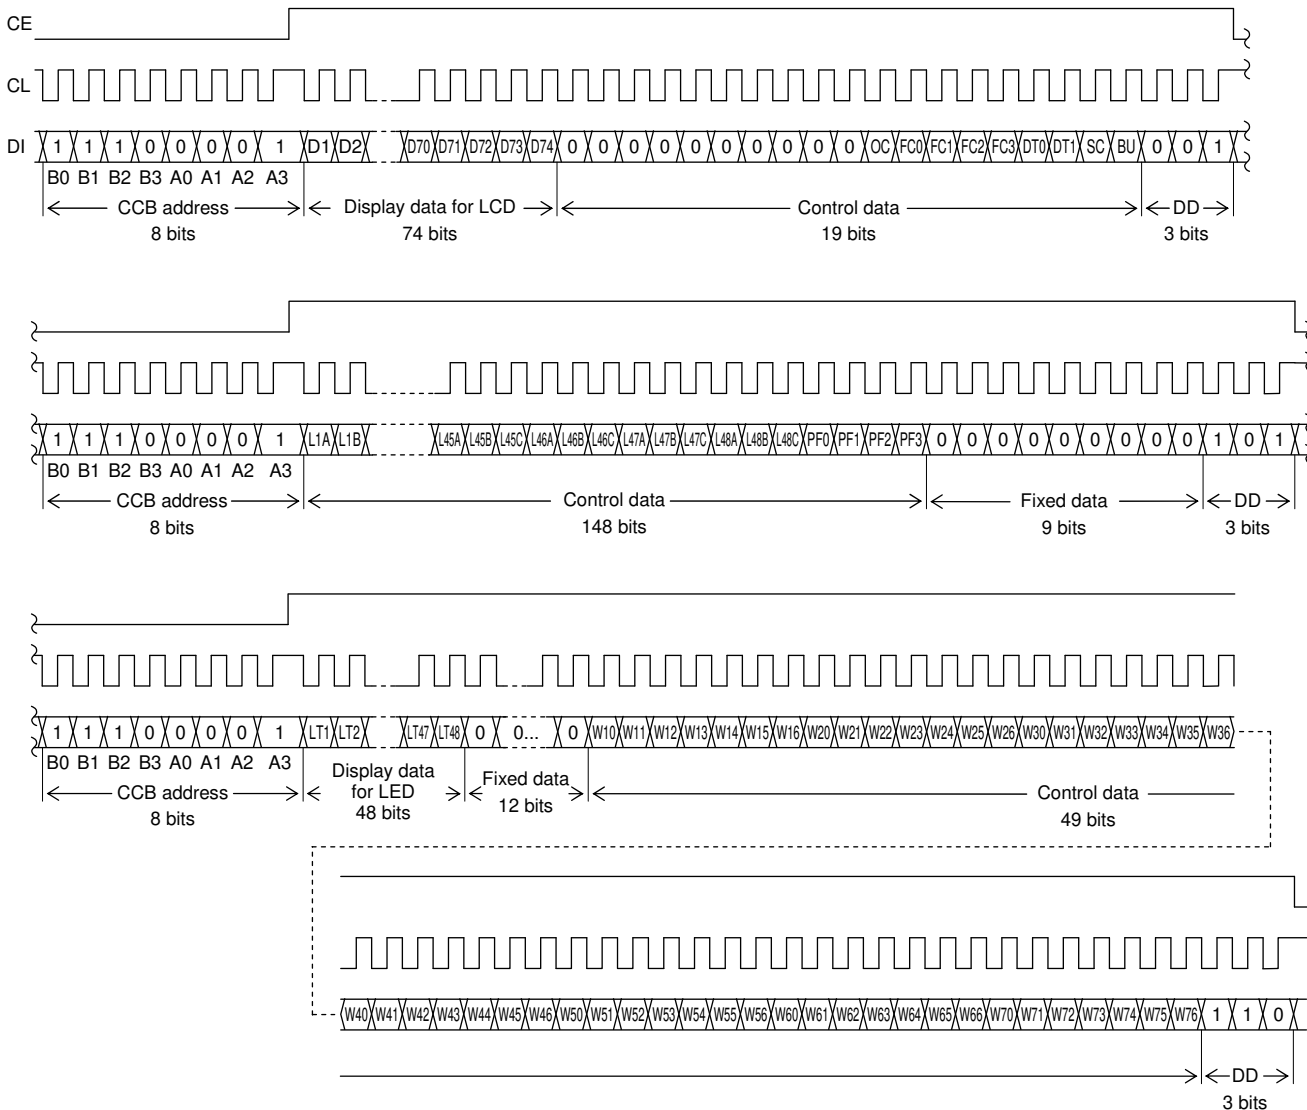 CE
CL
DI 1 1 1 0 0 0 0 1 D1 D2 D70 D71 D72 D73 D74 0 0 0 0 0 0 0 0 0 0 OC FC0 FC1 FC2 FC3 DT0 DT1 SC BU 0 0 1
B0 B1 B2 B3 A0 A1 A2 A3
CCB address Display data for LCD Control data DD
8 bits 74 bits 19 bits 3 bits
1 1 1 0 0 0 0 1 L1A L1B L45A L45B L45C L46A L46B L46C L47A L47B L47C L48A L48B L48C PF0 PF1 PF2 PF3 0 0 0 0 0 0 0 0 0 1 0 1
B0 B1 B2 B3 A0 A1 A2 A3
CCB address Control data Fixed data DD
8 bits 148 bits 9 bits 3 bits
1 1 1 0 0 0 0 1 LT1 LT2 LT47 LT48 0 0... 0 W10 W11 W12 W13 W14 W15 W16 W20 W21 W22 W23 W24 W25 W26 W30 W31 W32 W33 W34 W35 W36
B0 B1 B2 B3 A0 A1 A2 A3
CCB address Display data for LED Fixed data Control data
8 bits 48 bits 12 bits 49 bits
W40 W41 W42 W43 W44 W45 W46 W50 W51 W52 W53 W54 W55 W56 W60 W61 W62 W63 W64 W65 W66 W70 W71 W72 W73 W74 W75 W76 1 1 0
DD
3 bits